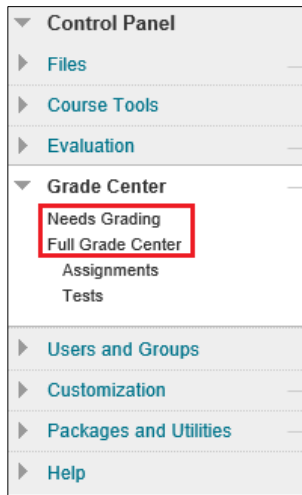 Control Panel
Files
Course Tools
Evaluation
Grade Center
Needs Grading
Full Grade Center
Assignments
Tests
Users and Groups
Customization
Packages and Utilities
Help